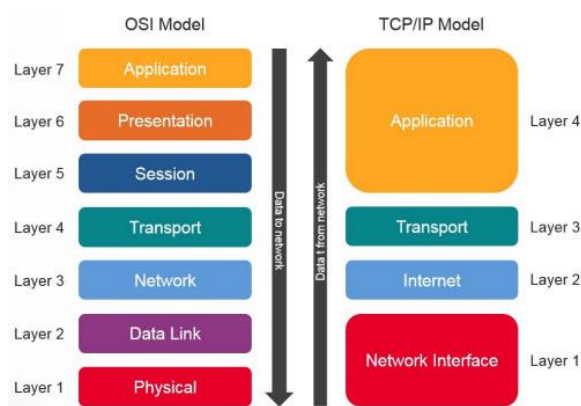 OSI Model
TCP/IP Model
Layer 7
Application
Layer 6
Presentation
Layer 5
Session
Layer 4
Transport
Layer 3
Network
Layer 2
Data Link
Layer 1
Physical
Data to network
Data t from network
Application
Layer 4
Transport
Layer 3
Internet
Layer 2
Network Interface
Layer 1